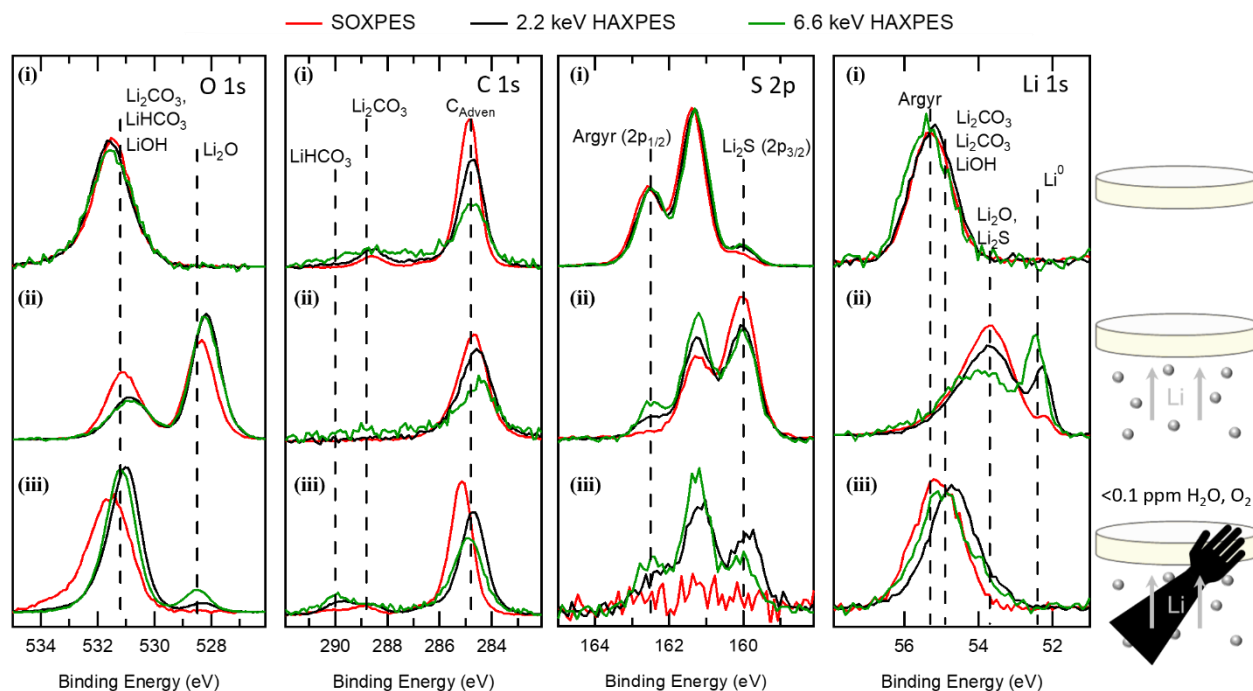 SOXPES 2.2 keV HAXPES 6.6 keV HAXPES
(i) O 1s
Li₂CO₃,
LiHCO₃
LiOH
Li₂O
(ii)
(iii)
534 532 530 528
Binding Energy (eV)
(i) C 1s
C_Adven
Li₂CO₃
LiHCO₃
(ii)
(iii)
290 288 286 284
Binding Energy (eV)
(i) S 2p
Argyr (2p₁/₂) Li₂S (2p₃/₂)
(ii)
(iii)
164 162 160
Binding Energy (eV)
(i) Li 1s
Argyr
Li₂CO₃
Li₂CO₃
LiOH
Li⁰
Li₂O,
Li₂S
(ii)
(iii)
56 54 52
Binding Energy (eV)
Li
<0.1 ppm H₂O, O₂
Li